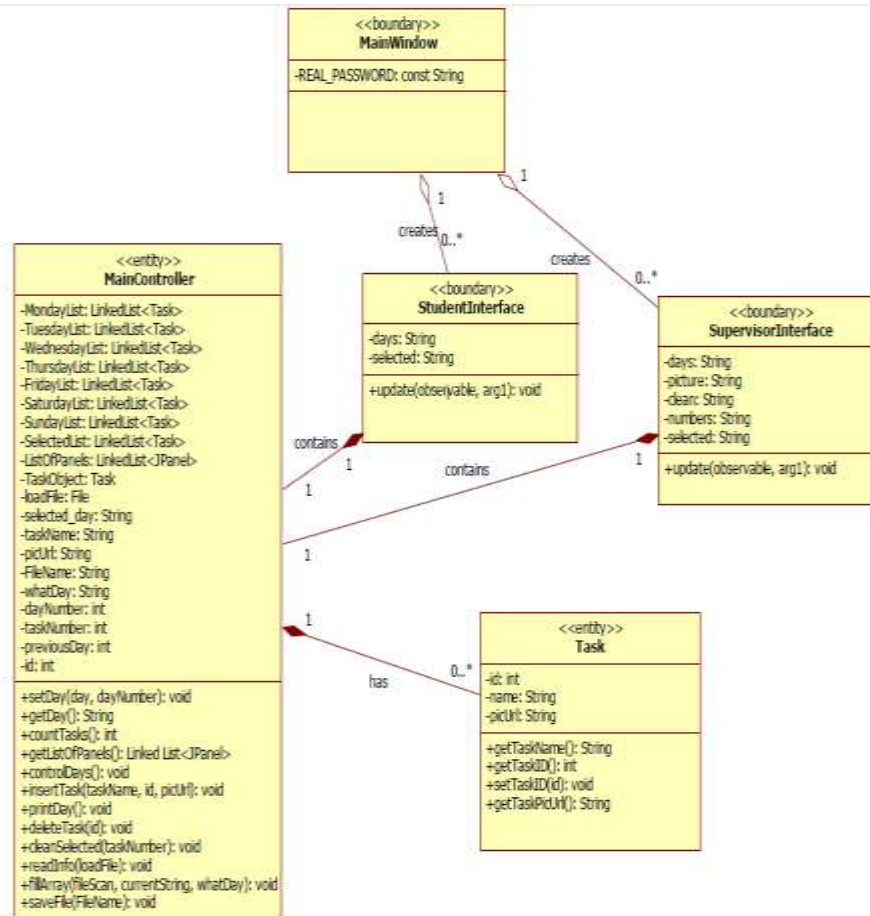 <<boundary>>
MainWindow
-REAL_PASSWORD: const String
1
1
creates
0..*
creates
0..*
<<entity>>
MainController
-MondayList: LinkedList<Task>
-TuesdayList: LinkedList<Task>
-WednesdayList: LinkedList<Task>
-ThursdayList: LinkedList<Task>
-FridayList: LinkedList<Task>
-SaturdayList: LinkedList<Task>
-SundayList: LinkedList<Task>
-SelectedList: LinkedList<Task>
-ListOfPanels: LinkedList<JPanel>
-TaskObject: Task
-loadFile: File
-selected_day: String
-taskName: String
-picUrl: String
-FileName: String
-whatDay: String
-dayNumber: int
-taskNumber: int
-previousDay: int
-id: int
+setDay(day, dayNumber): void
+getDay(): String
+countTasks(): int
+getListOfPanels(): Linked List<JPanel>
+controlDays(): void
+insertTask(taskName, id, picUrl): void
+printDay(): void
+deleteTask(id): void
+cleanSelected(taskNumber): void
+readInfo(loadFile): void
+fillArray(fileScan, currentString, whatDay): void
+saveFile(FileName): void
<<boundary>>
StudentInterface
-days: String
-selected: String
+update(observable, arg1): void
<<boundary>>
SupervisorInterface
-days: String
-picture: String
-clean: String
-numbers: String
-selected: String
+update(observable, arg1): void
contains
1
1
contains
1
1
1
has
0..*
<<entity>>
Task
-id: int
-name: String
-picUrl: String
+getTaskName(): String
+getTaskID(): int
+setTaskID(id): void
+getTaskPicUrl(): String